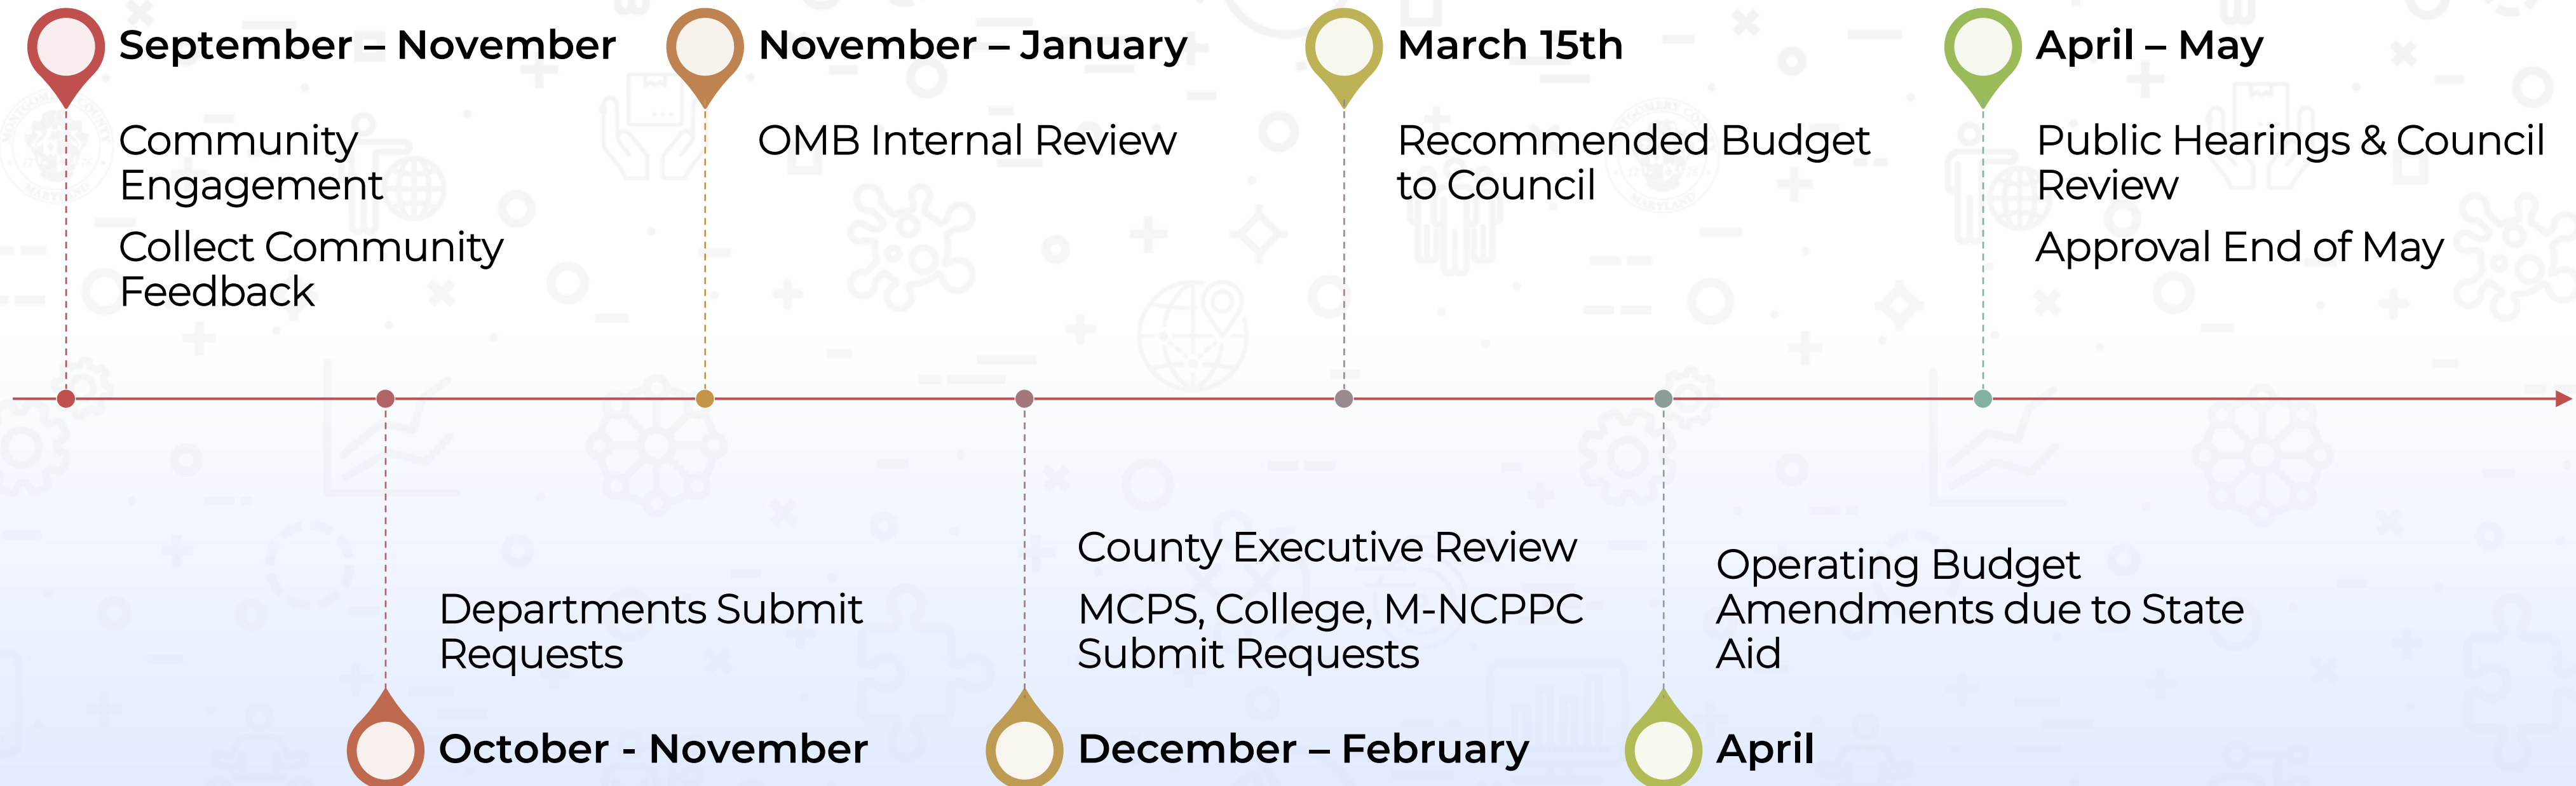 September – November
Community
Engagement
Collect Community
Feedback
October - November
Departments Submit
Requests
November – January
OMB Internal Review
December – February
County Executive Review
MCPS, College, M-NCPPC
Submit Requests
March 15th
Recommended Budget
to Council
April
Operating Budget
Amendments due to State
Aid
April – May
Public Hearings & Council
Review
Approval End of May